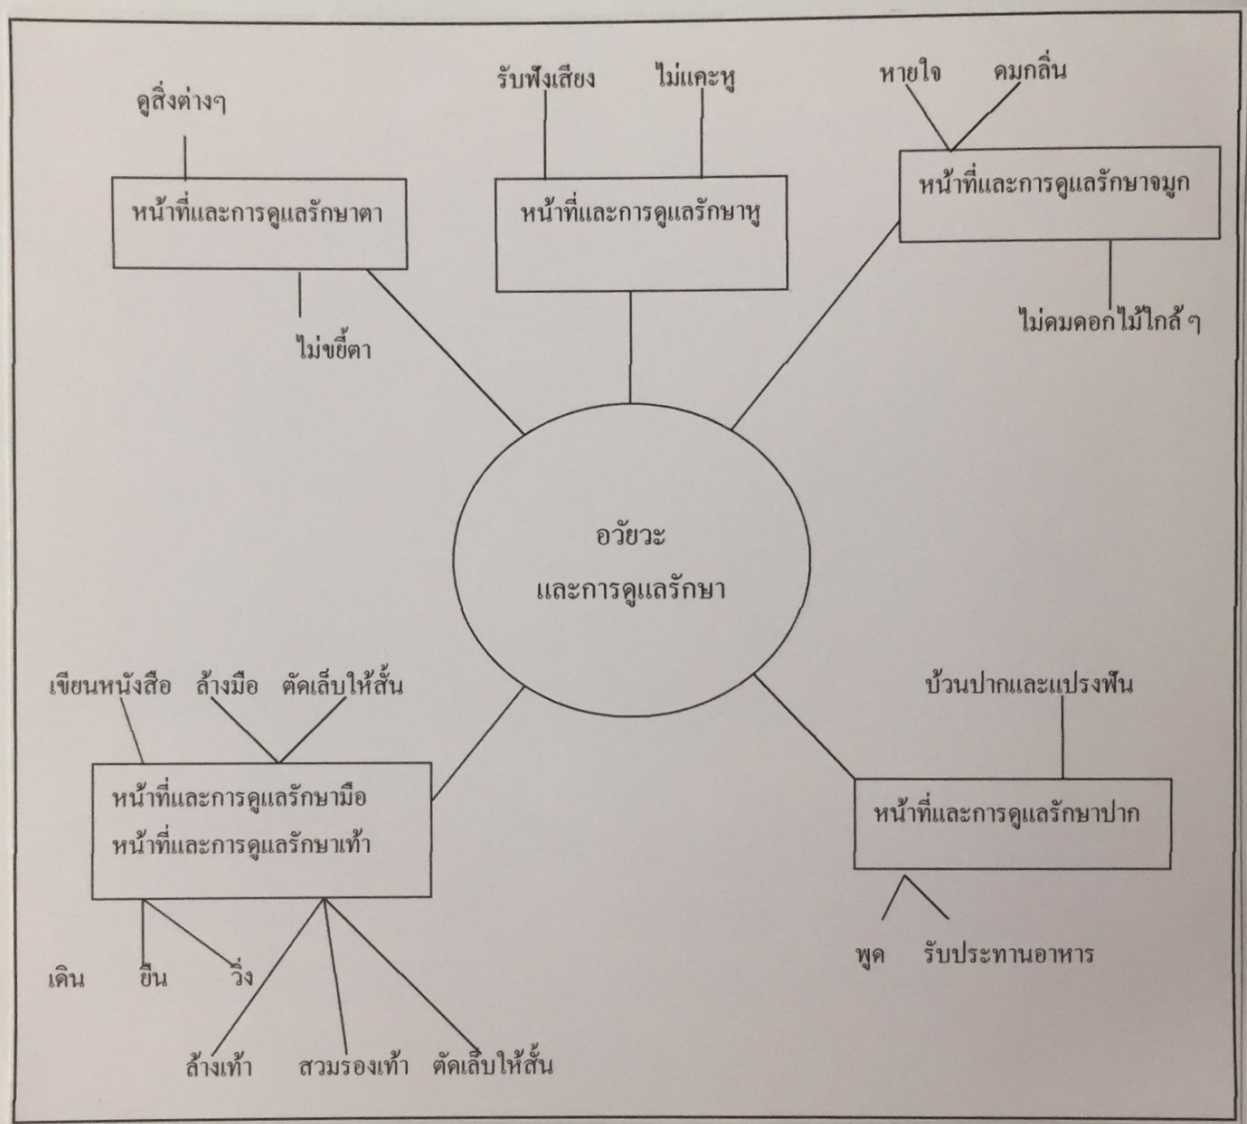 ดูสิ่งต่างๆ
รับฟังเสียง
ไม่แคะหู
หายใจ
ดมกลิ่น
หน้าที่และการดูแลรักษาตา
หน้าที่และการดูแลรักษาหู
หน้าที่และการดูแลรักษาจมูก
ไม่ขยี้ตา
ไม่ดมดอกไม้ใกล้ ๆ
อวัยวะ
และการดูแลรักษา
เขียนหนังสือ
ล้างมือ
ตัดเล็บให้สั้น
บ้วนปากและแปรงฟัน
หน้าที่และการดูแลรักษามือ
หน้าที่และการดูแลรักษาเท้า
หน้าที่และการดูแลรักษาปาก
เดิน
ยืน
วิ่ง
พูด
รับประทานอาหาร
ล้างเท้า
สวมรองเท้า
ตัดเล็บให้สั้น